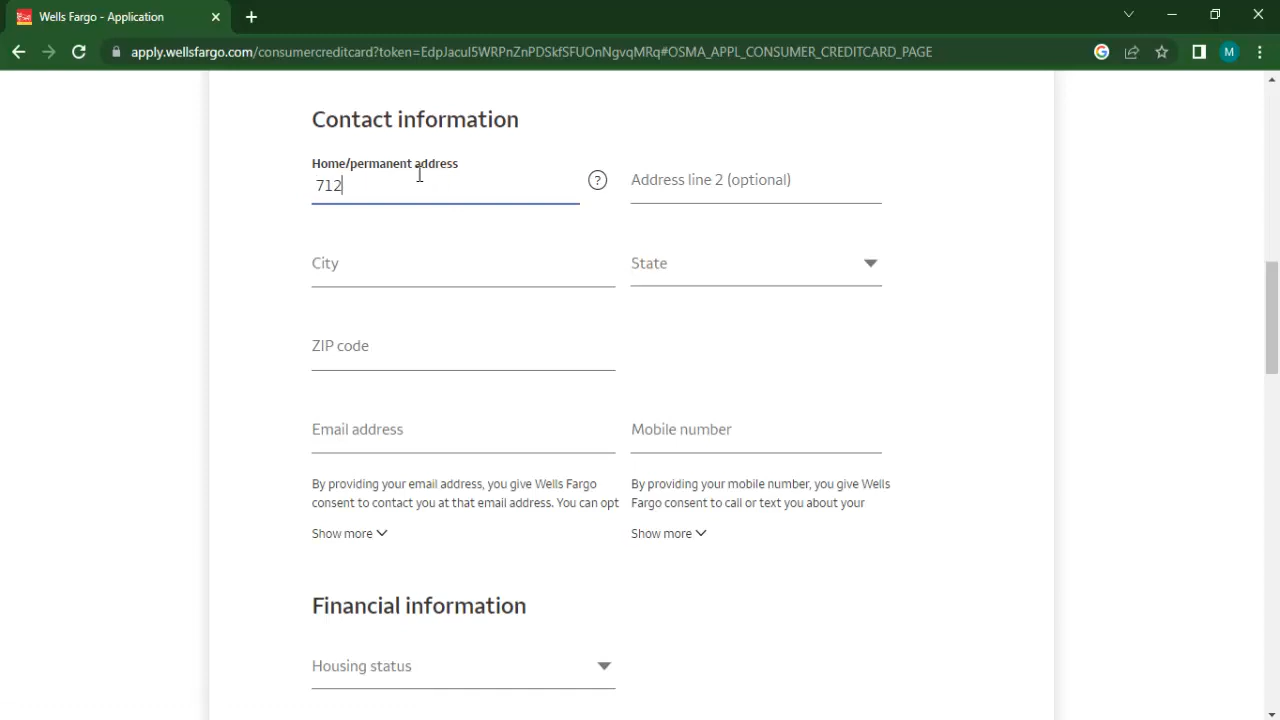 Wells Fargo - Application
apply.wellsfargo.com/consumercreditcard?token=EdpJacuI5WRPnZnPDSkfSFUOnNgvqMRq#OSMA_APPL_CONSUMER_CREDITCARD_PAGE
M
Contact information
Home/permanent address
712
?
Address line 2 (optional)
City
State
ZIP code
Email address
Mobile number
By providing your email address, you give Wells Fargo
consent to contact you at that email address. You can opt
Show more
By providing your mobile number, you give Wells
Fargo consent to call or text you about your
Show more
Financial information
Housing status